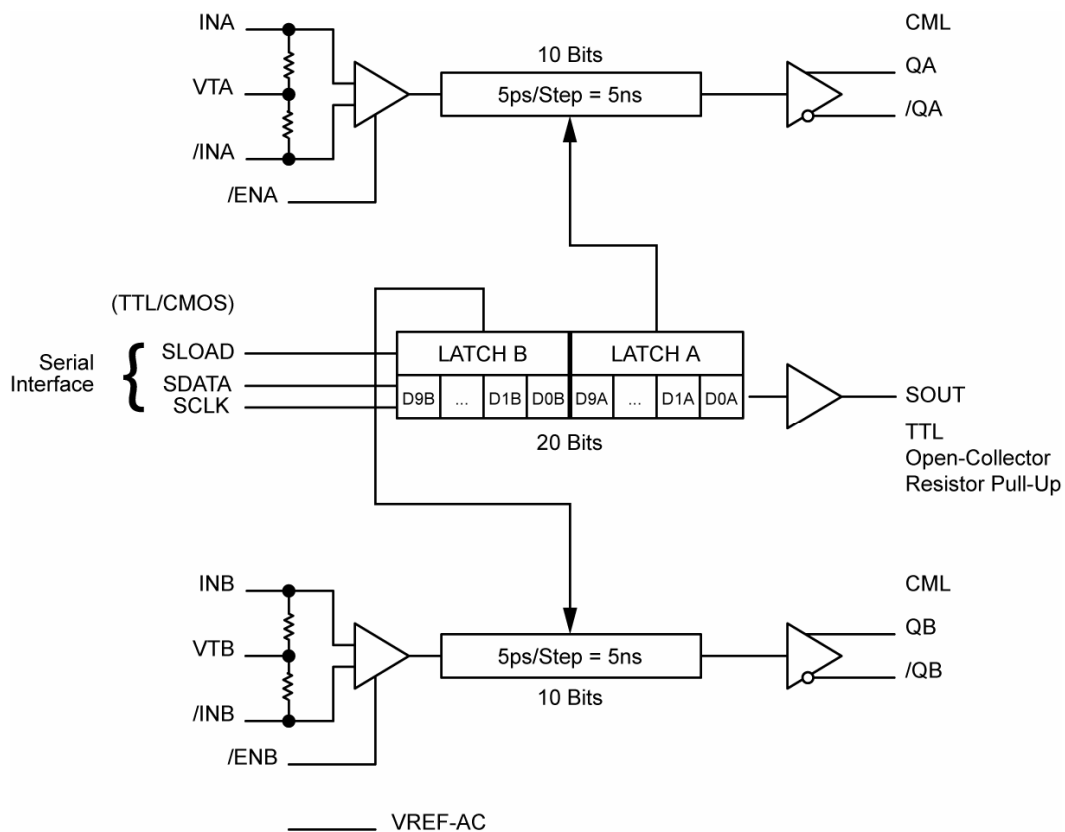 INA
VTA
/INA
/ENA
10 Bits
5ps/Step = 5ns
CML
QA
/QA
(TTL/CMOS)
Serial
Interface
{
SLOAD
SDATA
SCLK
LATCH B
LATCH A
D9B
...
D1B
D0B
D9A
...
D1A
D0A
20 Bits
SOUT
TTL
Open-Collector
Resistor Pull-Up
INB
VTB
/INB
/ENB
5ps/Step = 5ns
10 Bits
CML
QB
/QB
VREF-AC